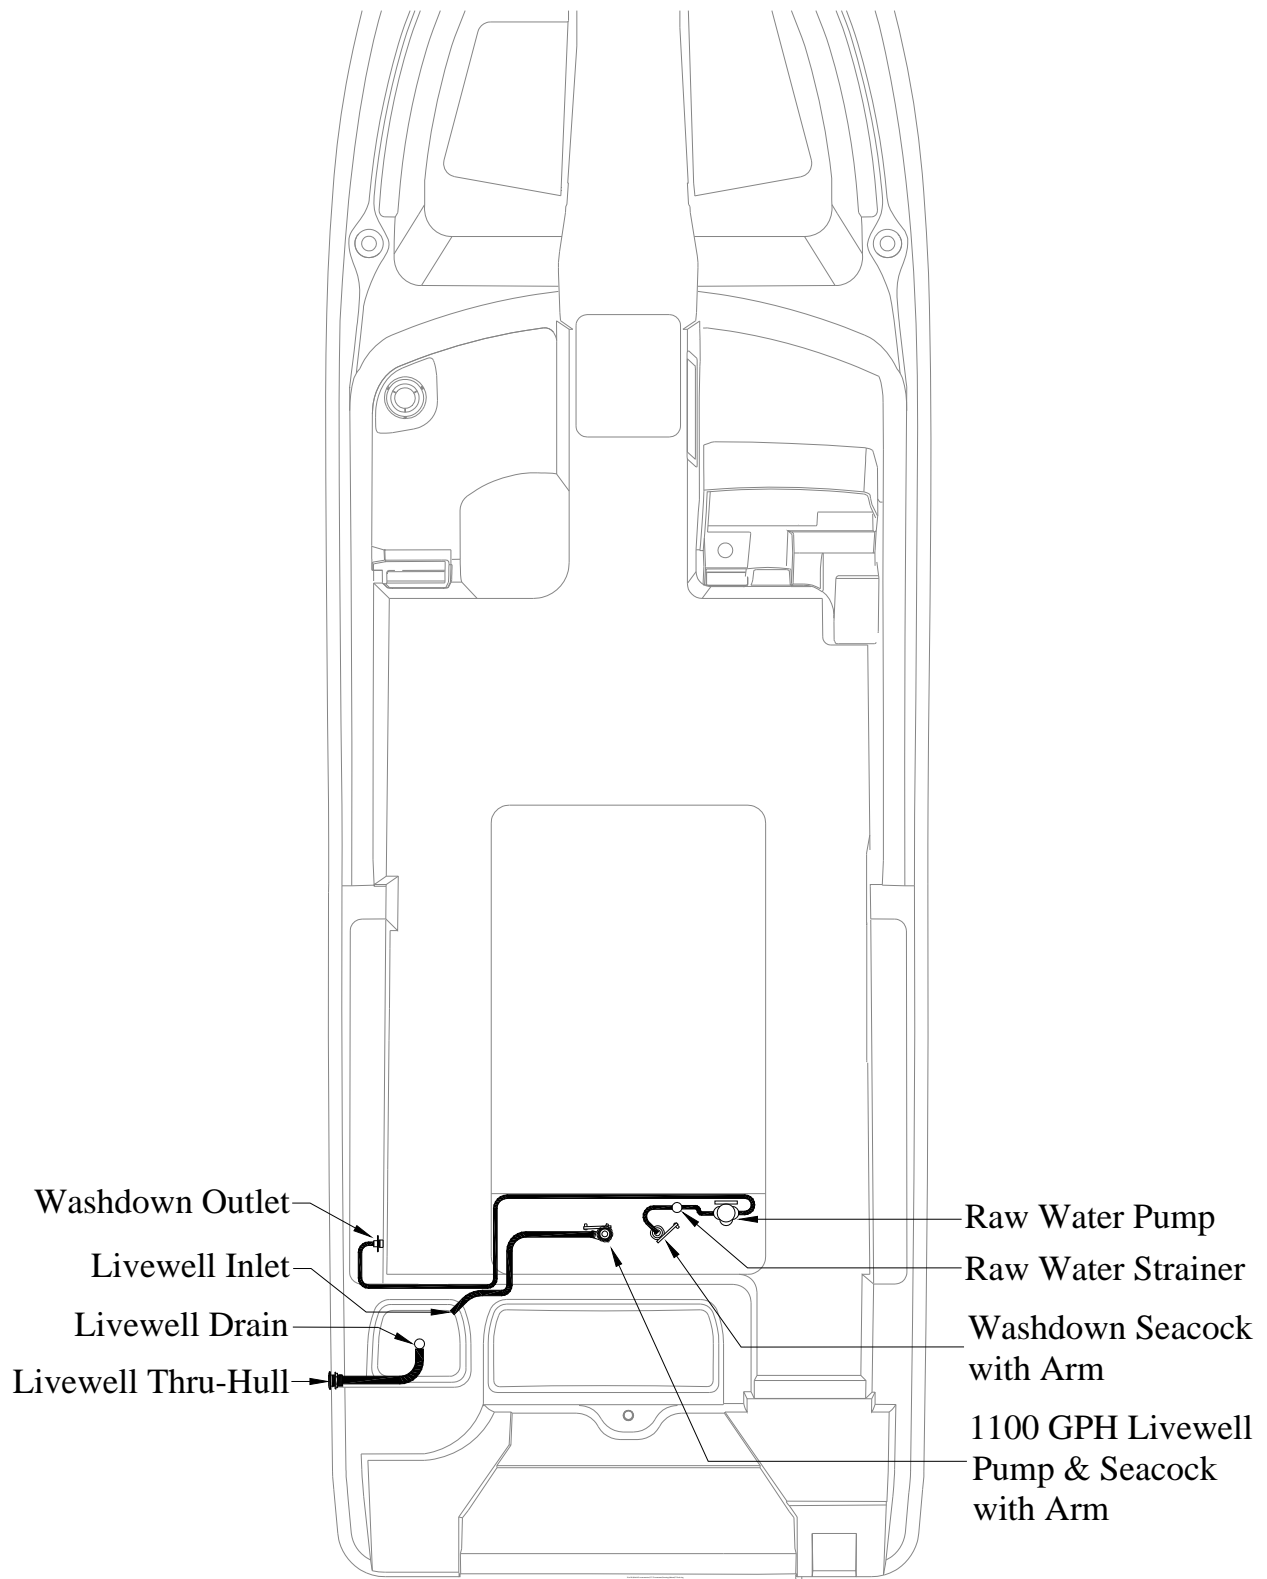 Washdown Outlet
Livewell Inlet
Livewell Drain
Livewell Thru-Hull
Raw Water Pump
Raw Water Strainer
Washdown Seacock
with Arm
1100 GPH Livewell
Pump & Seacock
with Arm